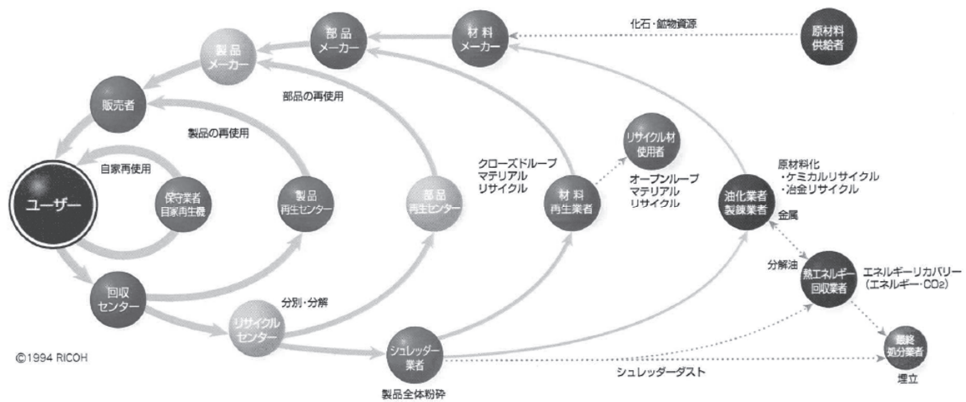 化石・鉱物資源
原材料
供給者
材料
メーカー
部品
メーカー
製品
メーカー
販売者
部品の再使用
製品の再使用
自家再使用
ユーザー
保守業者
自家再生機
製品
再生センター
部品
再生センター
クローズドループ
マテリアル
リサイクル
材料
再生業者
リサイクル材
使用者
オープンループ
マテリアル
リサイクル
油化業者
製錬業者
原材料化
・ケミカルリサイクル
・冶金リサイクル
金属
分解油
熱エネルギー
回収業者
エネルギーリカバリー
（エネルギー・CO2）
回収
センター
分別・分解
リサイクル
センター
シュレッダー
業者
製品全体粉砕
シュレッダーダスト
最終
処分業者
埋立
©1994 RICOH